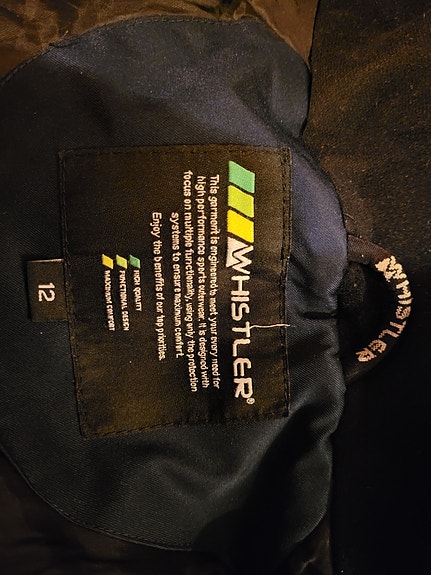 WHISTLER
WHISTLER®
This garment is engineered to meet your every need for
high performance sports outerwear. It is designed with
focus on multiple functionality, using only the protection
systems to ensure maximum comfort.
Enjoy the benefits of our top priorities.
HIGH QUALITY
FUNCTIONAL DESIGN
MAXIMUM COMFORT
12